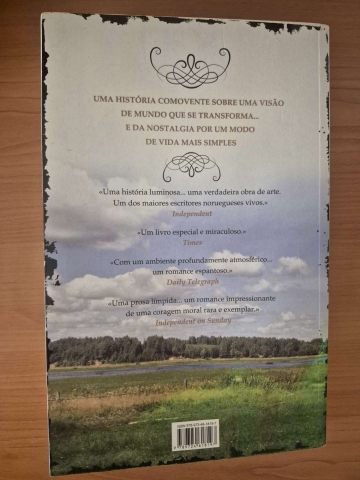 UMA HISTÓRIA COMOVENTE SOBRE UMA VISÃO
DE MUNDO QUE SE TRANSFORMA...
E DA NOSTALGIA POR UM MODO
DE VIDA MAIS SIMPLES
«Uma história luminosa... uma verdadeira obra de arte.
Um dos maiores escritores noruegueses vivos.»
Independent
«Um livro especial e miraculoso.»
Times
«Com um ambiente profundamente atmosférico...
um romance espantoso.»
Daily Telegraph
«Uma prosa límpida... um romance impressionante
de uma coragem moral rara e exemplar.»
Independent on Sunday